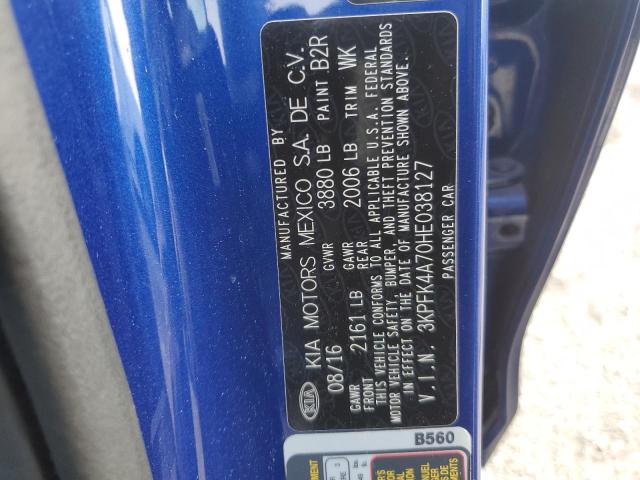 MANUFACTURED BY
KIA KIA MOTORS MEXICO S.A. DE C.V.
08/16 GVWR 3880 LB PAINT B2R
GAWR FRONT 2161 LB GAWR REAR 2006 LB TRIM WK
THIS VEHICLE CONFORMS TO ALL APPLICABLE U.S.A. FEDERAL
MOTOR VEHICLE SAFETY, BUMPER, AND THEFT PREVENTION STANDARDS
IN EFFECT ON THE DATE OF MANUFACTURE SHOWN ABOVE.
V.I.N. 3KPFK4A70HE038127
PASSENGER CAR
B560